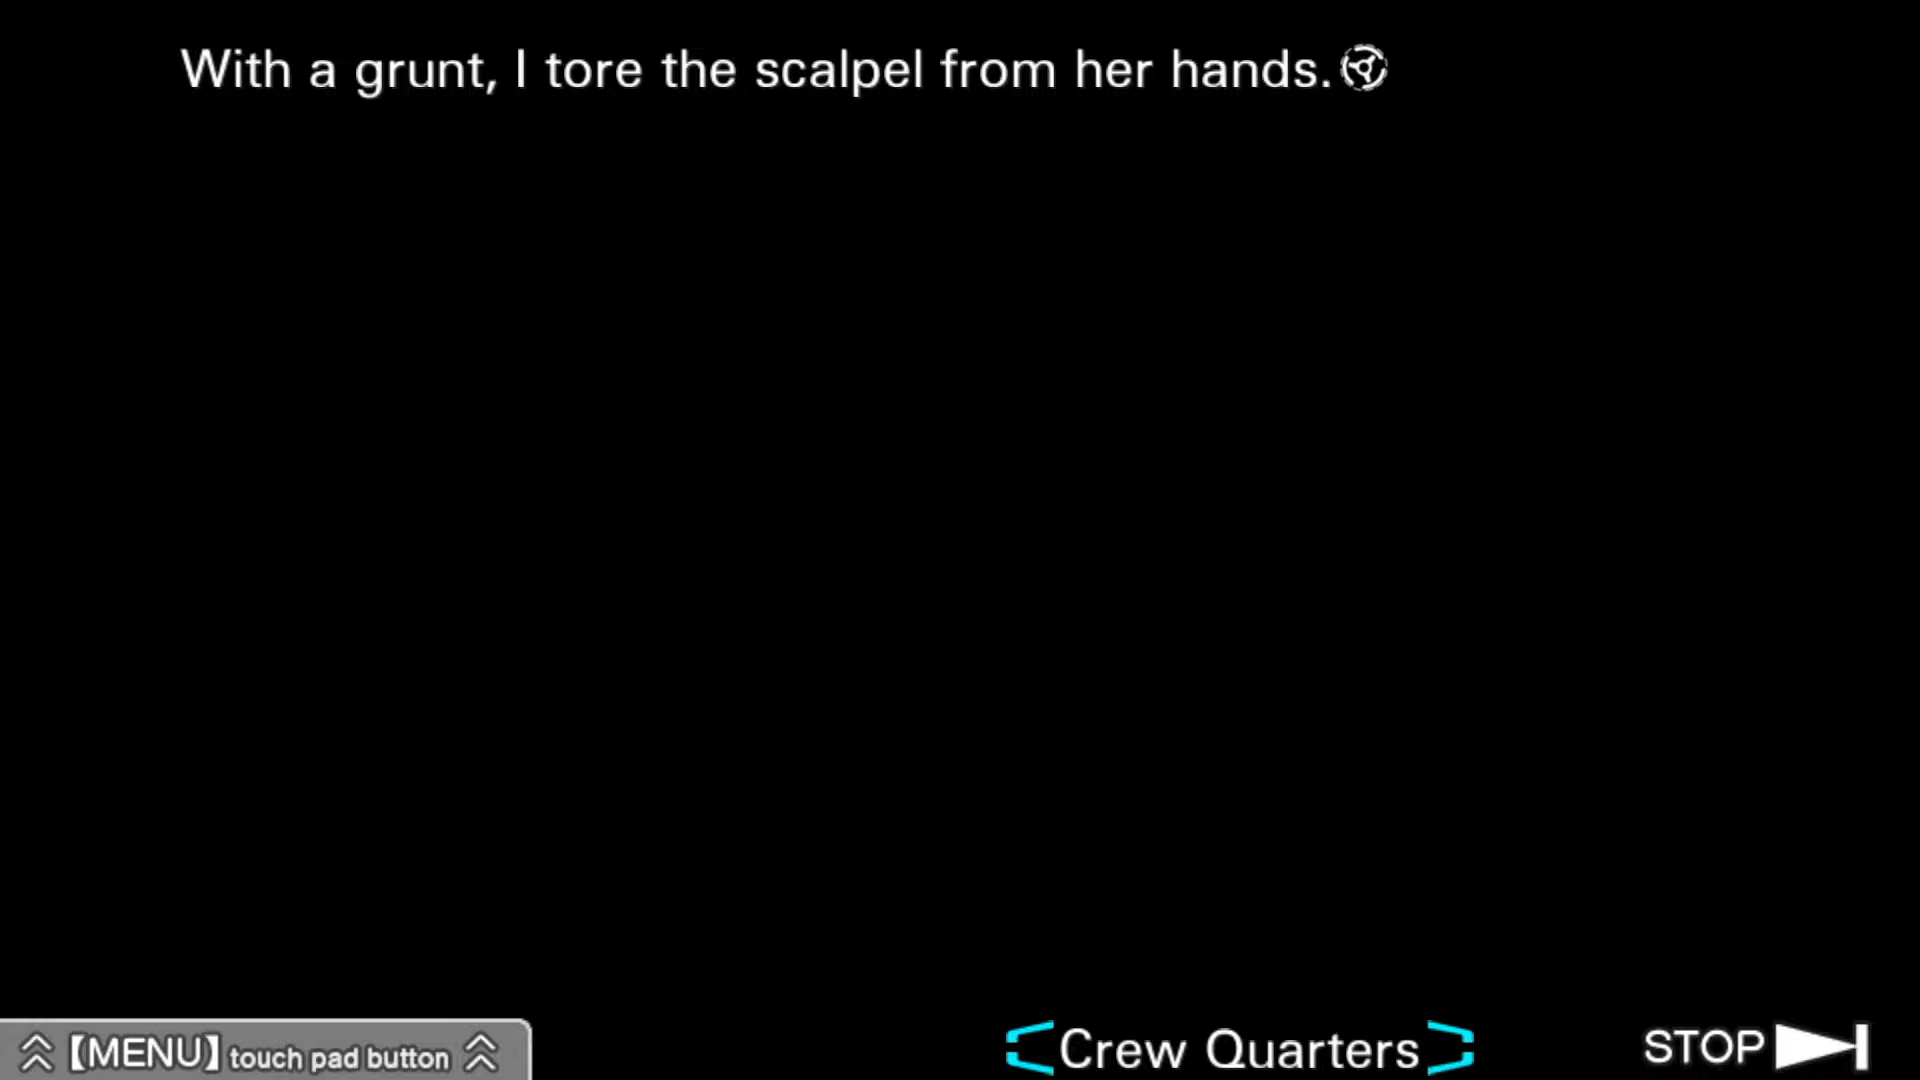 With a grunt, I tore the scalpel from her hands.
【MENU】 touch pad button
Crew Quarters
STOP